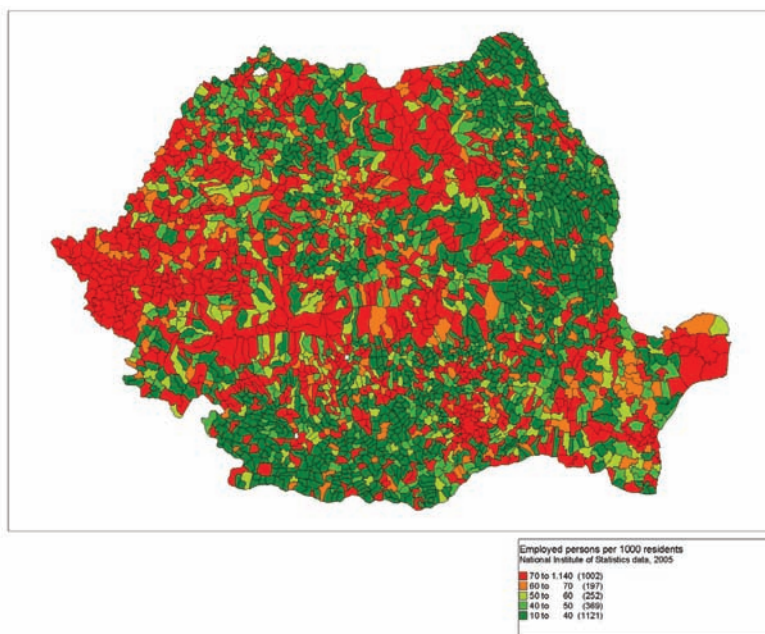 Employed persons per 1000 residents
National Institute of Statistics data, 2005
70 to 1.140 (1002)
60 to 70 (197)
50 to 60 (252)
40 to 50 (369)
10 to 40 (1121)